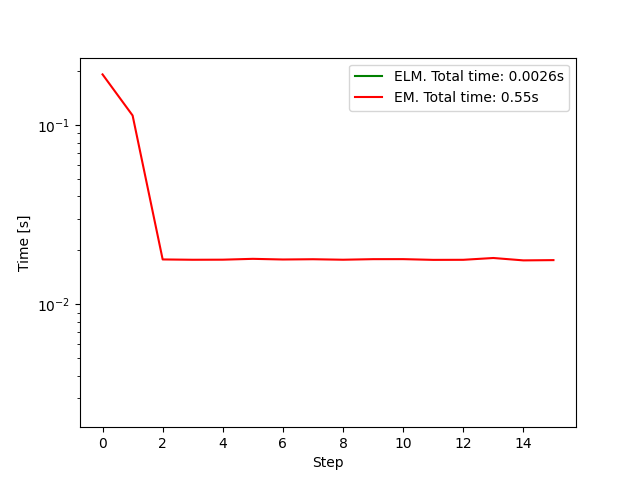 ELM. Total time: 0.0026s
EM. Total time: 0.55s
10⁻¹
10⁻²
Time [s]
0 2 4 6 8 10 12 14
Step